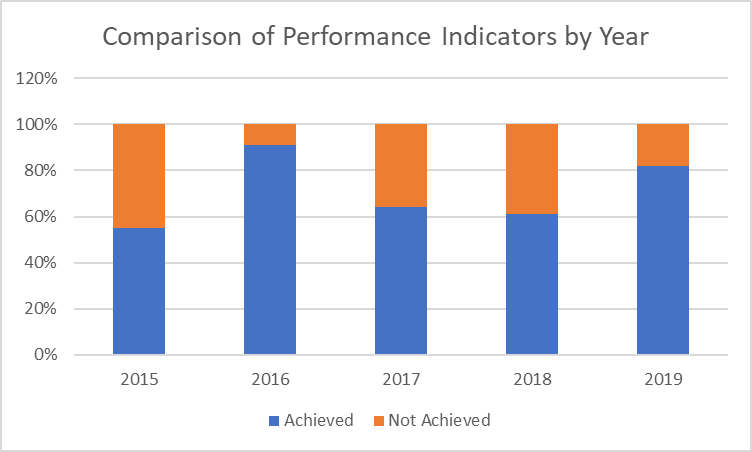 Comparison of Performance Indicators by Year
120%
100%
80%
60%
40%
20%
0%
2015 2016 2017 2018 2019
Achieved Not Achieved